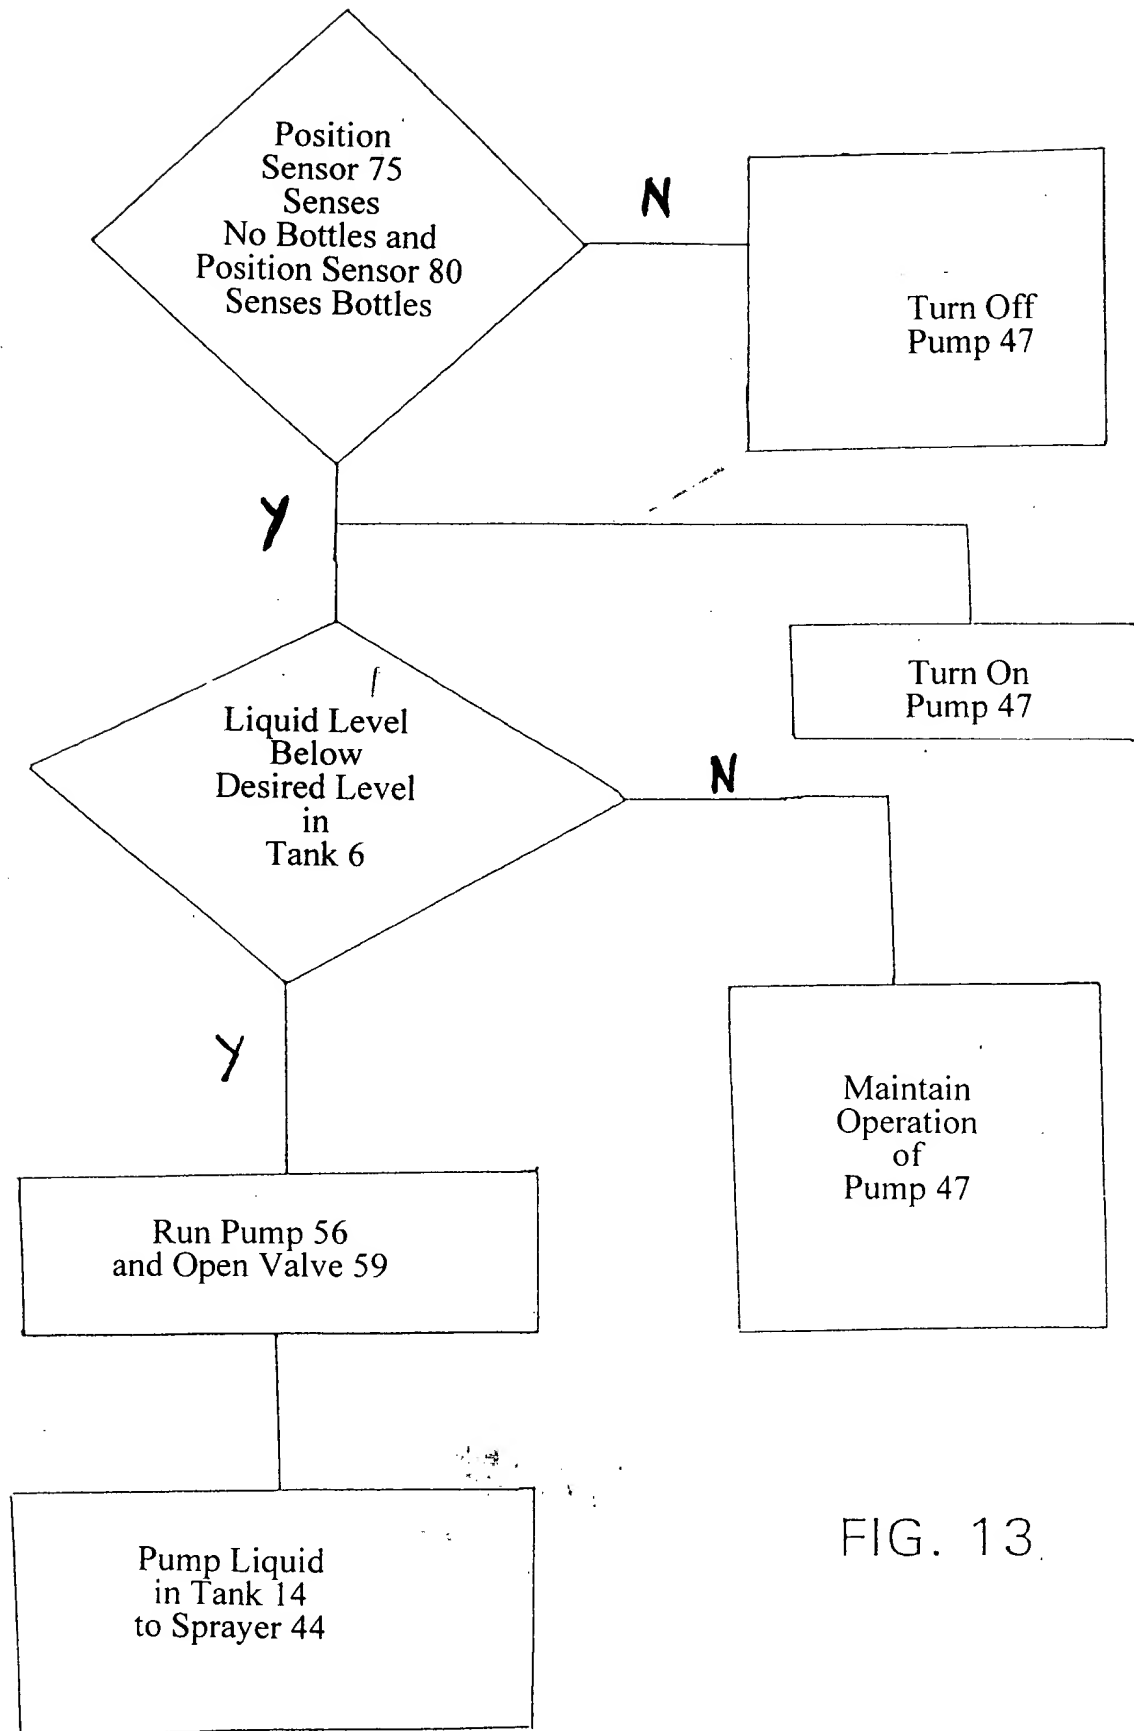 Position
Sensor 75
Senses
No Bottles and
Position Sensor 80
Senses Bottles
N
Turn Off
Pump 47
Y
Turn On
Pump 47
Liquid Level
Below
Desired Level
in
Tank 6
N
Y
Maintain
Operation
of
Pump 47
Run Pump 56
and Open Valve 59
Pump Liquid
in Tank 14
to Sprayer 44
FIG. 13